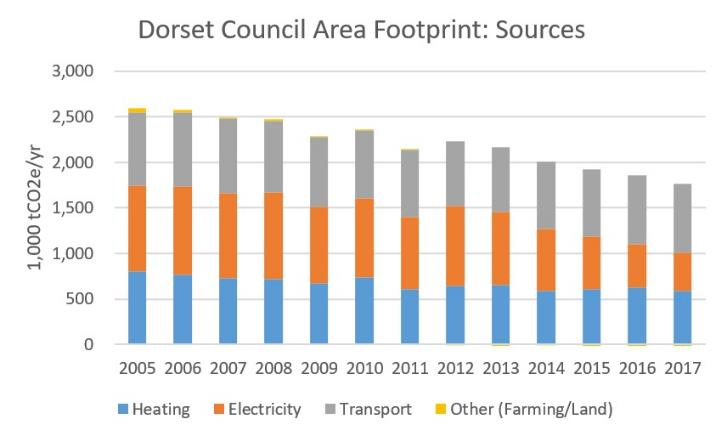 Dorset Council Area Footprint: Sources
1,000 tCO2e/yr
3,000
2,500
2,000
1,500
1,000
500
0
2005 2006 2007 2008 2009 2010 2011 2012 2013 2014 2015 2016 2017
Heating Electricity Transport Other (Farming/Land)